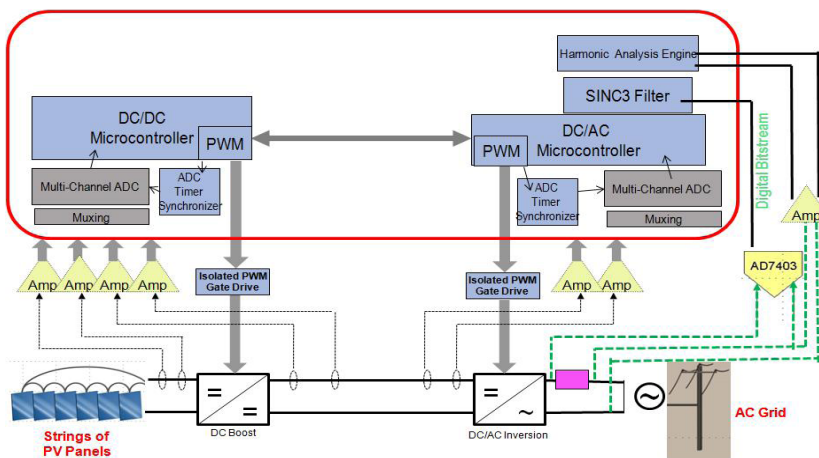 Harmonic Analysis Engine
SINC3 Filter
DC/DC
Microcontroller
PWM
DC/AC
PWM
Microcontroller
Multi-Channel ADC
ADC
Timer
Synchronizer
ADC
Timer
Synchronizer
Multi-Channel ADC
Muxing
Muxing
Digital Bitstream
Amp
AD7403
Amp
Amp
Amp
Amp
Isolated PWM
Gate Drive
Isolated PWM
Gate Drive
Amp
Amp
=
=
=
~
~
Strings of
PV Panels
DC Boost
DC/AC Inversion
AC Grid